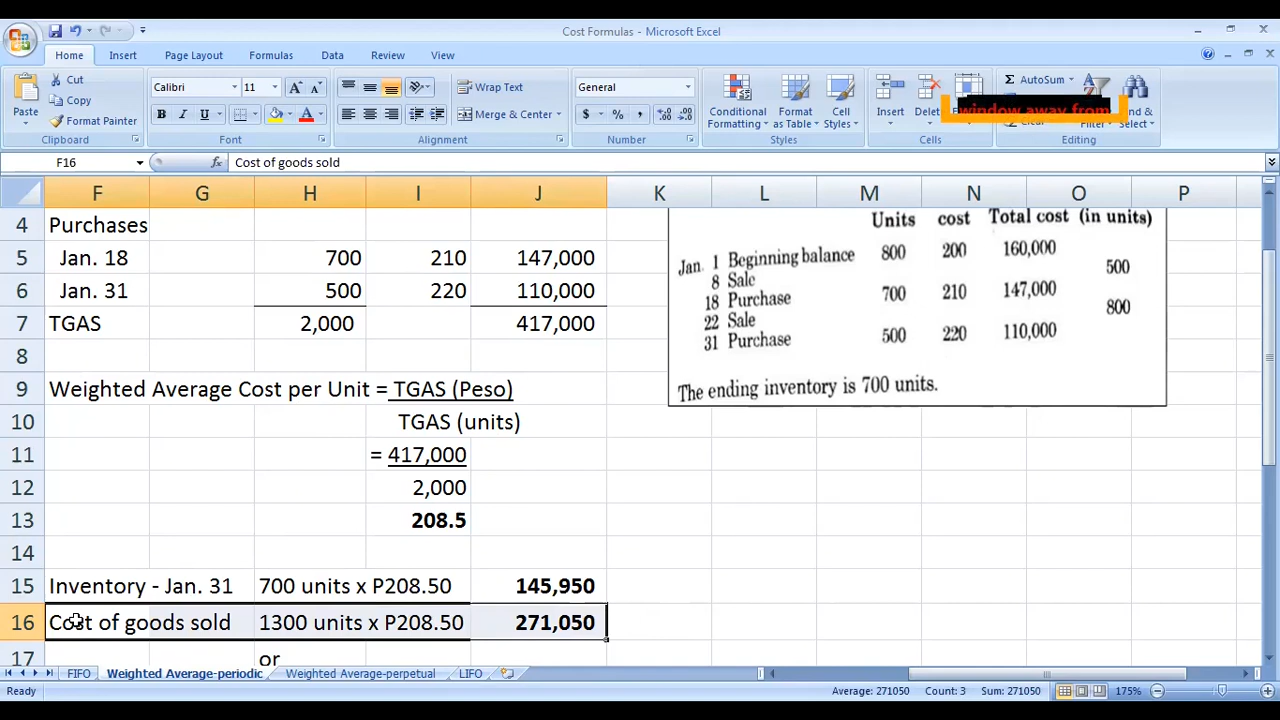 Cost Formulas - Microsoft Excel
Home Insert Page Layout Formulas Data Review View
Paste Cut Copy Format Painter Clipboard
Calibri 11 A A B I U A Font
Wrap Text Merge & Center Alignment
General $ % , Number
Conditional Formatting Format as Table Cell Styles Styles
Insert Cells
Σ AutoSum Editing
window away from
F16 fx Cost of goods sold
F G H I J K L M N O P
4 Purchases
5 Jan. 18 700 210 147,000
6 Jan. 31 500 220 110,000
7 TGAS 2,000 417,000
8
9 Weighted Average Cost per Unit = TGAS (Peso)
10 TGAS (units)
11 = 417,000
12 2,000
13 208.5
14
15 Inventory - Jan. 31 700 units x P208.50 145,950
16 Cost of goods sold 1300 units x P208.50 271,050
17 or
Units cost Total cost (in units)
Jan. 1 Beginning balance 800 200 160,000
8 Sale 500
18 Purchase 700 210 147,000
22 Sale 800
31 Purchase 500 220 110,000
The ending inventory is 700 units.
FIFO Weighted Average-periodic Weighted Average-perpetual LIFO
Ready Average: 271050 Count: 3 Sum: 271050 175%